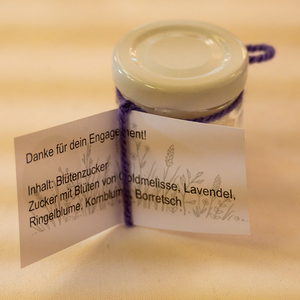 Danke für dein Engagement!
Inhalt: Blütenzucker
Zucker mit Blüten von Goldmelisse, Lavendel,
Ringelblume, Kornblume, Borretsch